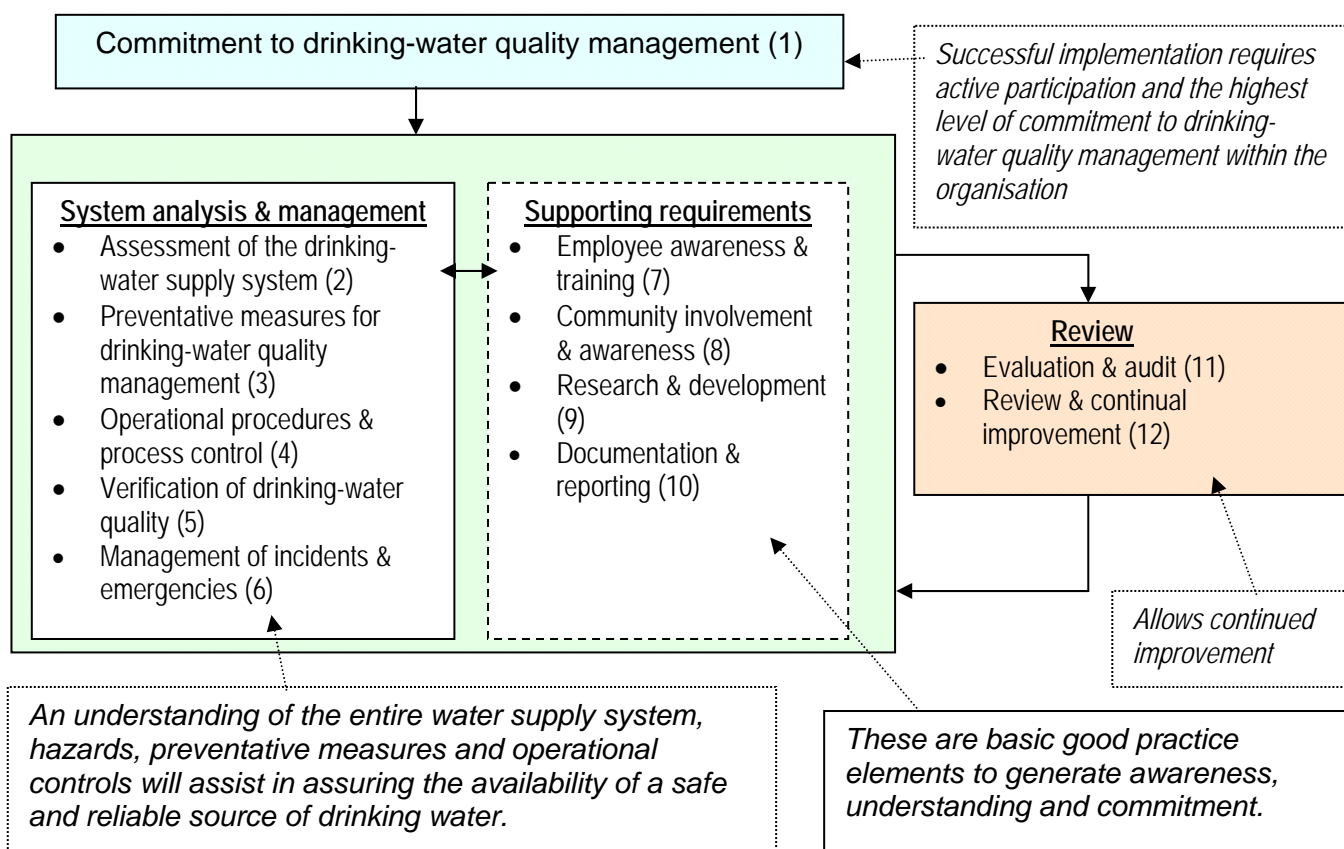 Commitment to drinking-water quality management (1)
Successful implementation requires
active participation and the highest
level of commitment to drinking-
water quality management within the
organisation
System analysis & management
• Assessment of the drinking-
water supply system (2)
• Preventative measures for
drinking-water quality
management (3)
• Operational procedures &
process control (4)
• Verification of drinking-water
quality (5)
• Management of incidents &
emergencies (6)
Supporting requirements
• Employee awareness &
training (7)
• Community involvement
& awareness (8)
• Research & development
(9)
• Documentation &
reporting (10)
Review
• Evaluation & audit (11)
• Review & continual
improvement (12)
Allows continued
improvement
An understanding of the entire water supply system,
hazards, preventative measures and operational
controls will assist in assuring the availability of a safe
and reliable source of drinking water.
These are basic good practice
elements to generate awareness,
understanding and commitment.